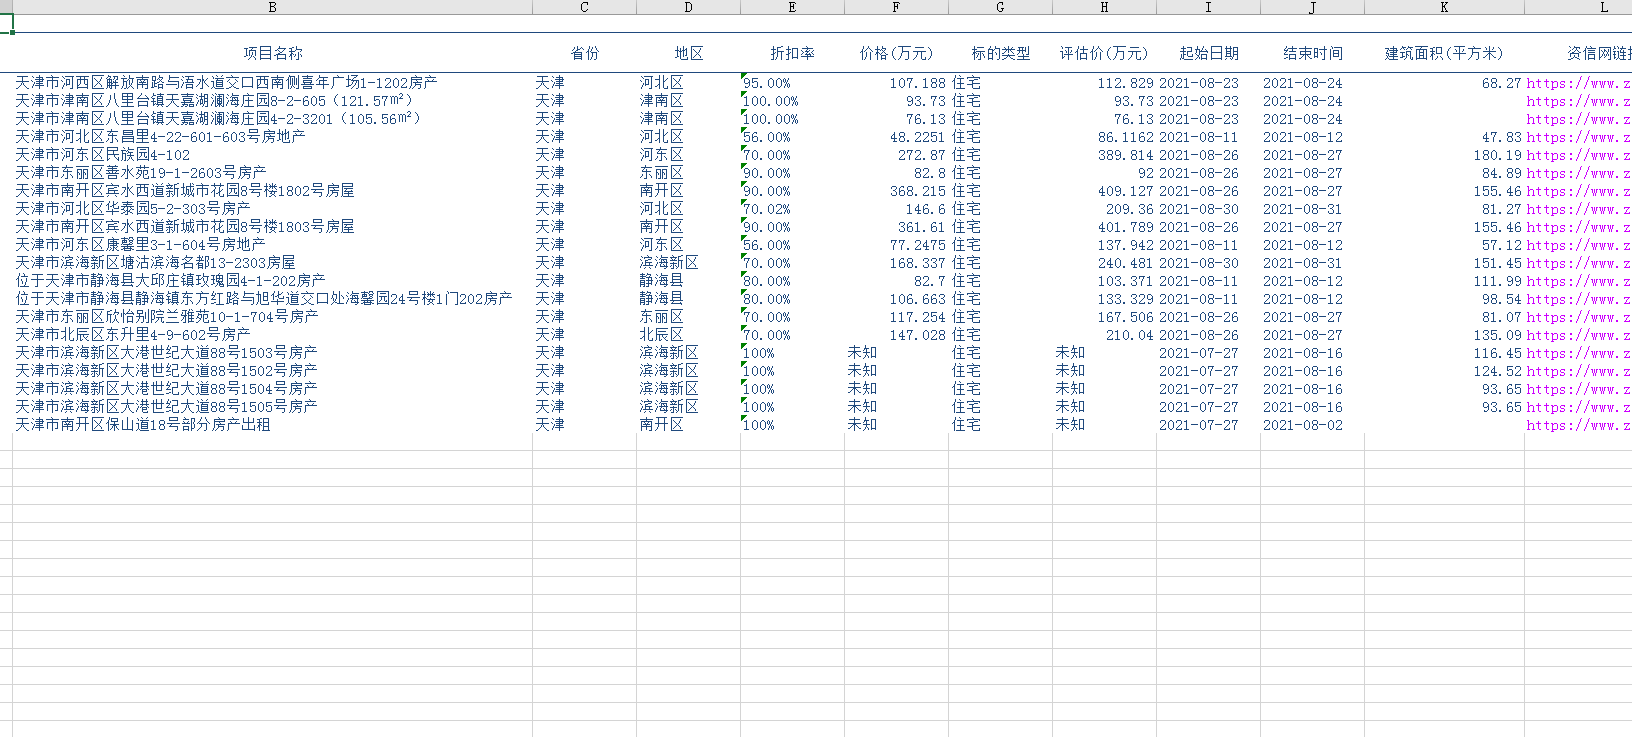 B C D E F G H I J K L
项目名称 省份 地区 折扣率 价格(万元) 标的类型 评估价(万元) 起始日期 结束时间 建筑面积(平方米) 资信网链
天津市河西区解放南路与浯水道交口西南侧喜年广场1-1202房产 天津 河北区 95.00% 107.188 住宅 112.829 2021-08-23 2021-08-24 68.27 https://www.z
天津市津南区八里台镇天嘉湖澜海庄园8-2-605（121.57㎡） 天津 津南区 100.00% 93.73 住宅 93.73 2021-08-23 2021-08-24 https://www.z
天津市津南区八里台镇天嘉湖澜海庄园4-2-3201（105.56㎡） 天津 津南区 100.00% 76.13 住宅 76.13 2021-08-23 2021-08-24 https://www.z
天津市河北区东昌里4-22-601-603号房地产 天津 河北区 56.00% 48.2251 住宅 86.1162 2021-08-11 2021-08-12 47.83 https://www.z
天津市河东区民族园4-102 天津 河东区 70.00% 272.87 住宅 389.814 2021-08-26 2021-08-27 180.19 https://www.z
天津市东丽区善水苑19-1-2603号房产 天津 东丽区 90.00% 82.8 住宅 92 2021-08-26 2021-08-27 84.89 https://www.z
天津市南开区宾水西道新城市花园8号楼1802号房屋 天津 南开区 90.00% 368.215 住宅 409.127 2021-08-26 2021-08-27 155.46 https://www.z
天津市河北区华泰园5-2-303号房产 天津 河北区 70.02% 146.6 住宅 209.36 2021-08-30 2021-08-31 81.27 https://www.z
天津市南开区宾水西道新城市花园8号楼1803号房屋 天津 南开区 90.00% 361.61 住宅 401.789 2021-08-26 2021-08-27 155.46 https://www.z
天津市河东区康馨里3-1-604号房地产 天津 河东区 56.00% 77.2475 住宅 137.942 2021-08-11 2021-08-12 57.12 https://www.z
天津市滨海新区塘沽滨海名都13-2303房屋 天津 滨海新区 70.00% 168.337 住宅 240.481 2021-08-30 2021-08-31 151.45 https://www.z
位于天津市静海县大邱庄镇玫瑰园4-1-202房产 天津 静海县 80.00% 82.7 住宅 103.371 2021-08-11 2021-08-12 111.99 https://www.z
位于天津市静海县静海镇东方红路与旭华道交口处海馨园24号楼1门202房产 天津 静海县 80.00% 106.663 住宅 133.329 2021-08-11 2021-08-12 98.54 https://www.z
天津市东丽区欣怡别院兰雅苑10-1-704号房产 天津 东丽区 70.00% 117.254 住宅 167.506 2021-08-26 2021-08-27 81.07 https://www.z
天津市北辰区东升里4-9-602号房产 天津 北辰区 70.00% 147.028 住宅 210.04 2021-08-26 2021-08-27 135.09 https://www.z
天津市滨海新区大港世纪大道88号1503号房产 天津 滨海新区 100% 未知 住宅 未知 2021-07-27 2021-08-16 116.45 https://www.z
天津市滨海新区大港世纪大道88号1502号房产 天津 滨海新区 100% 未知 住宅 未知 2021-07-27 2021-08-16 124.52 https://www.z
天津市滨海新区大港世纪大道88号1504号房产 天津 滨海新区 100% 未知 住宅 未知 2021-07-27 2021-08-16 93.65 https://www.z
天津市滨海新区大港世纪大道88号1505号房产 天津 滨海新区 100% 未知 住宅 未知 2021-07-27 2021-08-16 93.65 https://www.z
天津市南开区保山道18号部分房产出租 天津 南开区 100% 未知 住宅 未知 2021-07-27 2021-08-02 https://www.z